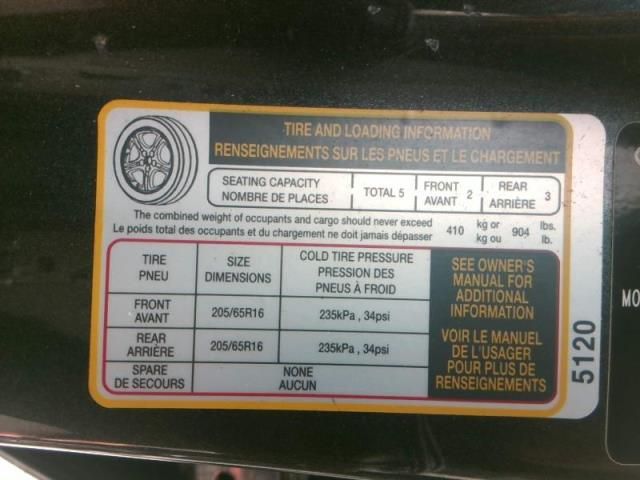 TIRE AND LOADING INFORMATION
RENSEIGNEMENTS SUR LES PNEUS ET LE CHARGEMENT
SEATING CAPACITY
NOMBRE DE PLACES
TOTAL 5
FRONT
AVANT 2
REAR
ARRIÈRE 3
The combined weight of occupants and cargo should never exceed
Le poids total des occupants et du chargement ne doit jamais dépasser
410 kg or
kg ou
904 lbs.
lb.
TIRE
PNEU
SIZE
DIMENSIONS
COLD TIRE PRESSURE
PRESSION DES
PNEUS À FROID
FRONT
AVANT
205/65R16
235kPa , 34psi
REAR
ARRIÈRE
205/65R16
235kPa , 34psi
SPARE
DE SECOURS
NONE
AUCUN
SEE OWNER'S
MANUAL FOR
ADDITIONAL
INFORMATION
VOIR LE MANUEL
DE L'USAGER
POUR PLUS DE
RENSEIGNEMENTS
5120
MO